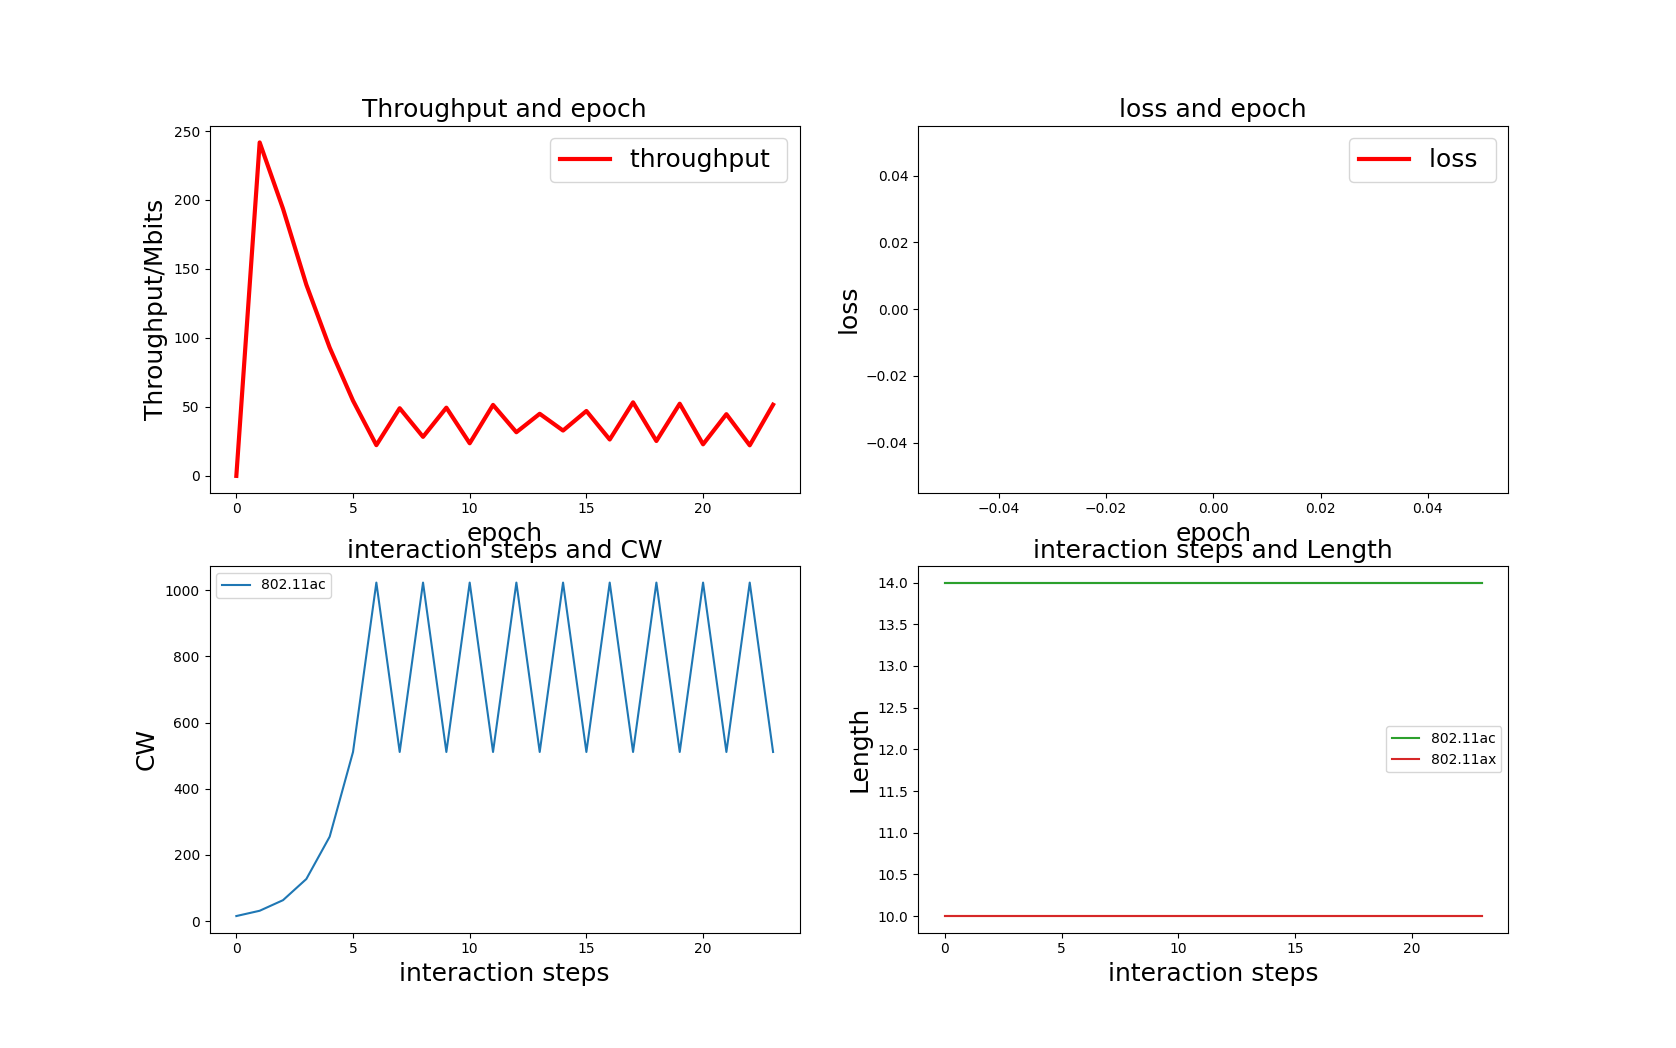 Throughput and epoch
250
200
150
100
50
0
Throughput/Mbits
throughput
0 5 10 15 20
epoch
loss and epoch
0.04
0.02
0.00
−0.02
−0.04
loss
loss
−0.04 −0.02 0.00 0.02 0.04
epoch
interaction steps and CW
1000
800
600
400
200
0
CW
802.11ac
0 5 10 15 20
interaction steps
interaction steps and Length
14.0
13.5
13.0
12.5
12.0
11.5
11.0
10.5
10.0
Length
802.11ac
802.11ax
0 5 10 15 20
interaction steps